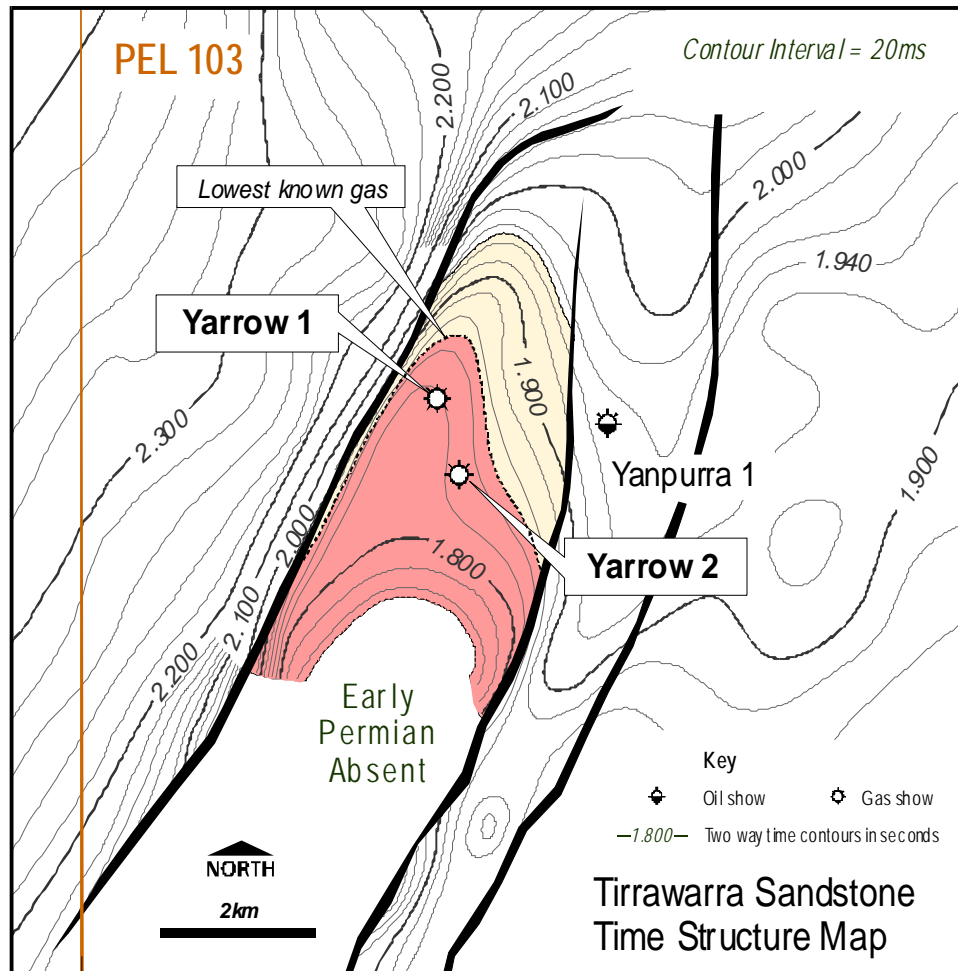 PEL 103
Contour Interval = 20ms
2.200
2.100
2.000
Lowest known gas
1.940
Yarrow 1
1.900
2.300
1.900
Yanpurra 1
2.000
1.800
Yarrow 2
2.100
2.200
Early
Permian
Absent
Key
Oil show
Gas show
1.800
Two way time contours in seconds
NORTH
2km
Tirrawarra Sandstone
Time Structure Map